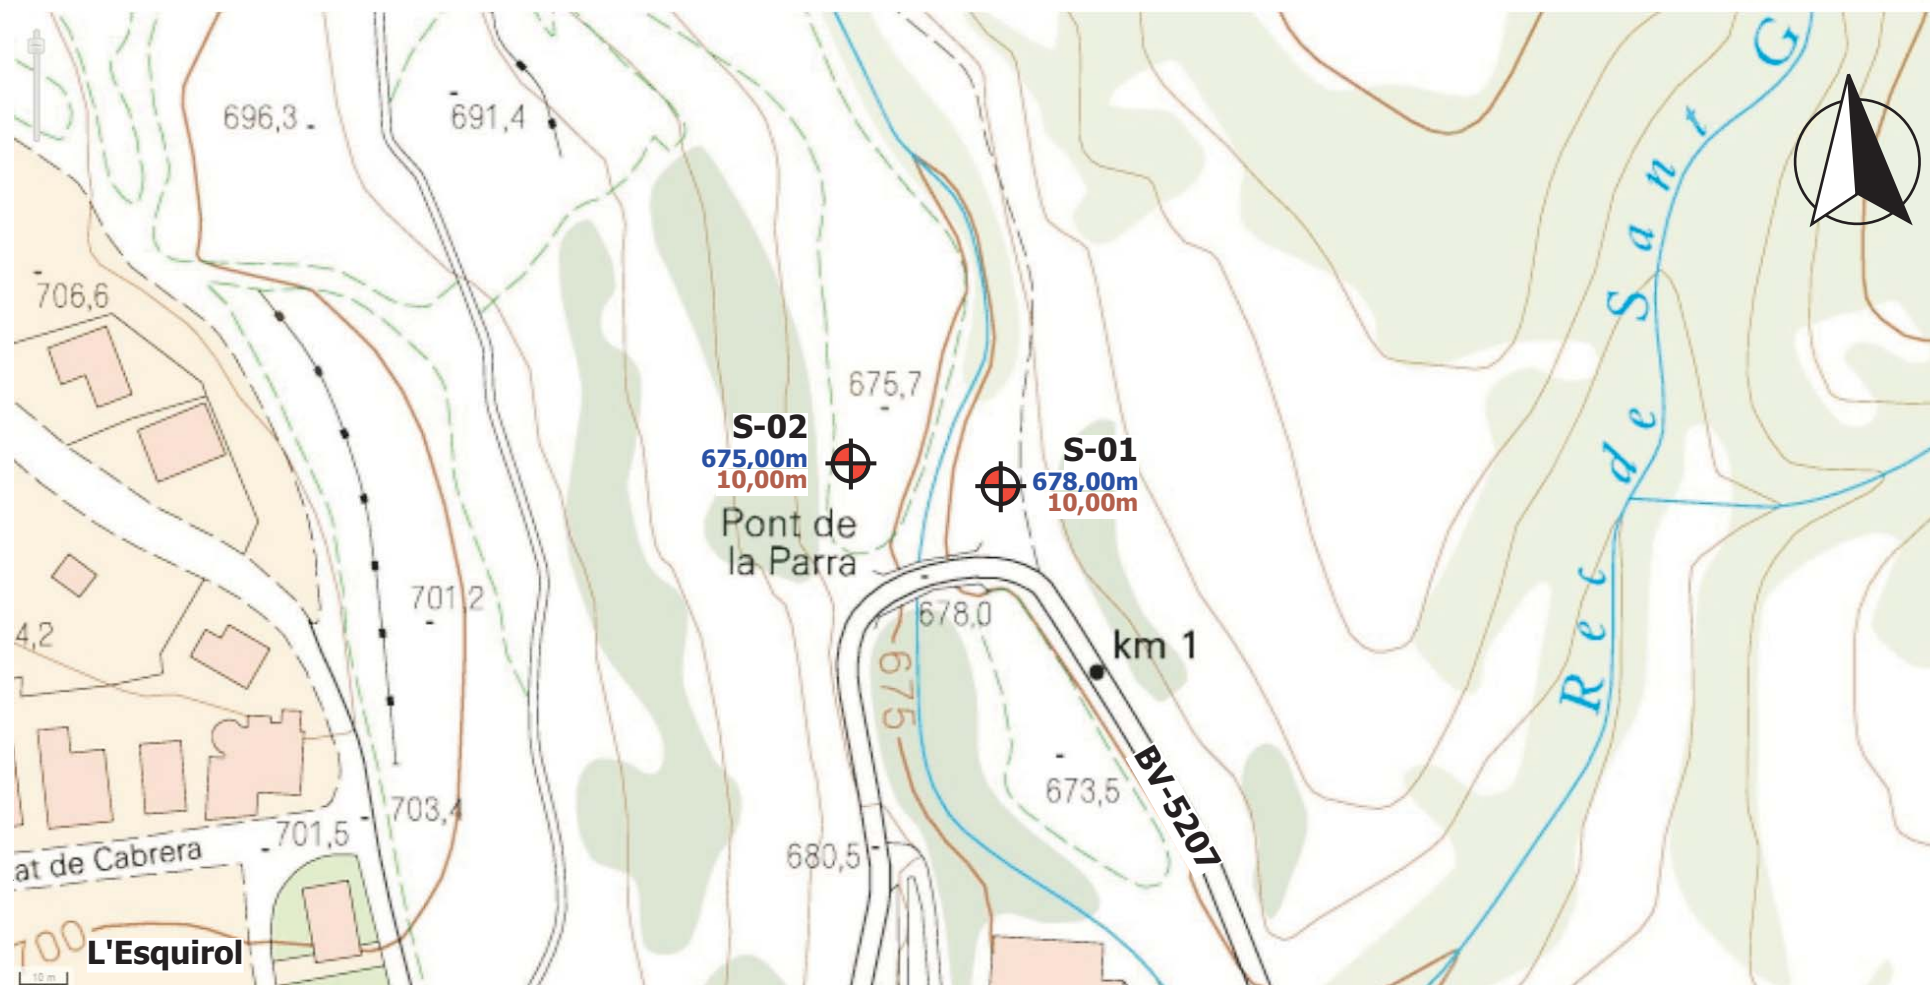 696,3
691,4
706,6
675,7
S-02
675,00m
10,00m
S-01
678,00m
10,00m
Pont de
la Parra
701,2
678,0
4,2
km 1
675
673,5
BV-5207
703,4
701,5
680,5
at de Cabrera
700
L'Esquirol
10 m
Rec de Sant G